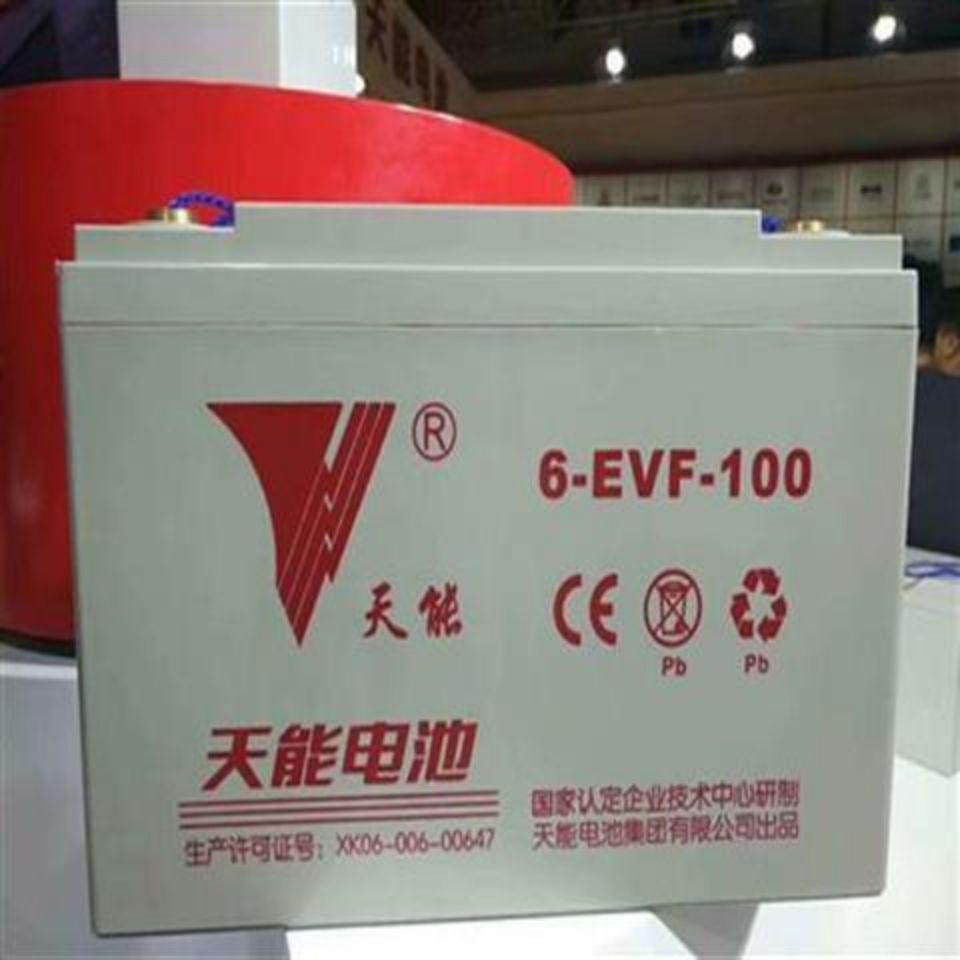 ®
6-EVF-100
天能
CE
Pb
Pb
天能电池
生产许可证号：XK06-006-00647
国家认定企业技术中心研制
天能电池集团有限公司出品